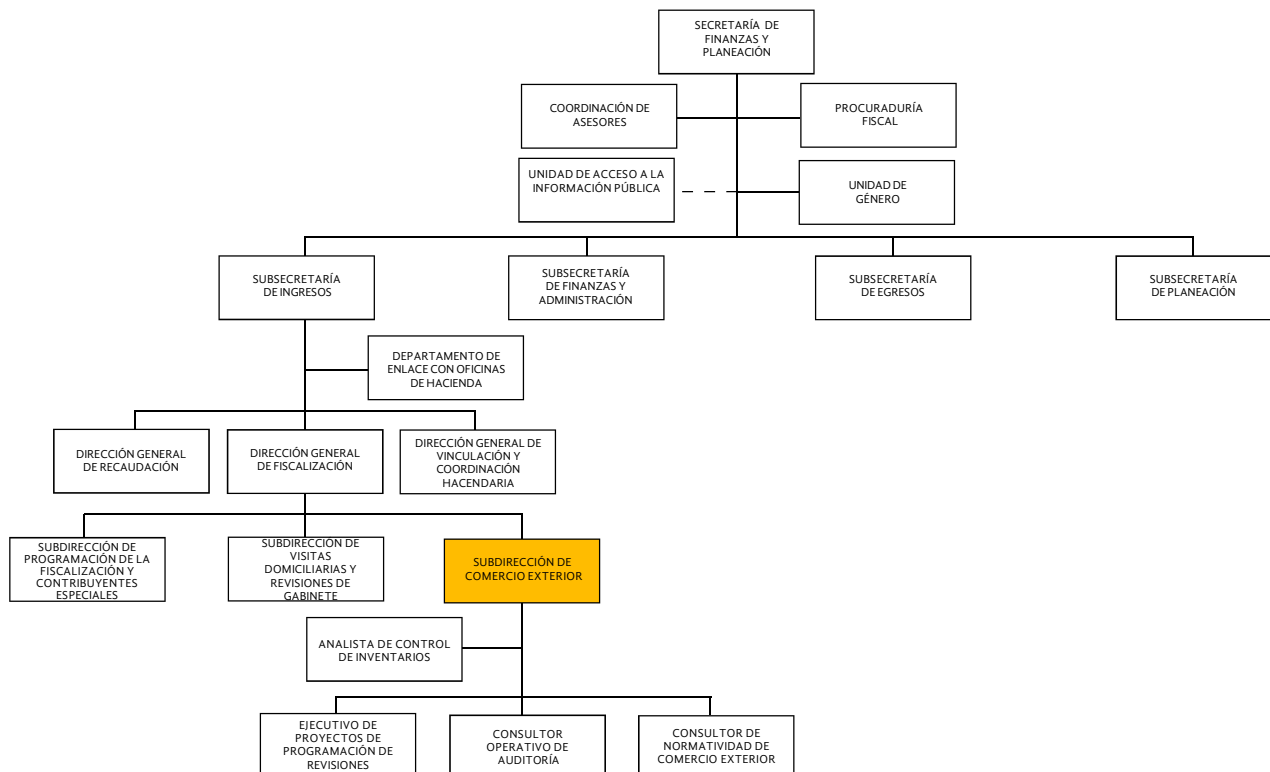 SECRETARÍA DE
FINANZAS Y
PLANEACIÓN
COORDINACIÓN DE
ASESORES
PROCURADURÍA
FISCAL
UNIDAD DE ACCESO A LA
INFORMACIÓN PÚBLICA
UNIDAD DE
GÉNERO
SUBSECRETARÍA
DE INGRESOS
SUBSECRETARÍA
DE FINANZAS Y
ADMINISTRACIÓN
SUBSECRETARÍA
DE EGRESOS
SUBSECRETARÍA
DE PLANEACIÓN
DEPARTAMENTO DE
ENLACE CON OFICINAS
DE HACIENDA
DIRECCIÓN GENERAL
DE RECAUDACIÓN
DIRECCIÓN GENERAL
DE FISCALIZACIÓN
DIRECCIÓN GENERAL DE
VINCULACIÓN Y
COORDINACIÓN
HACENDARIA
SUBDIRECCIÓN DE
PROGRAMACIÓN DE LA
FISCALIZACIÓN Y
CONTRIBUYENTES
ESPECIALES
SUBDIRECCIÓN DE
VISITAS
DOMICILIARIAS Y
REVISIONES DE
GABINETE
SUBDIRECCIÓN DE
COMERCIO EXTERIOR
ANALISTA DE CONTROL
DE INVENTARIOS
EJECUTIVO DE
PROYECTOS DE
PROGRAMACIÓN DE
REVISIONES
CONSULTOR
OPERATIVO DE
AUDITORÍA
CONSULTOR DE
NORMATIVIDAD DE
COMERCIO EXTERIOR